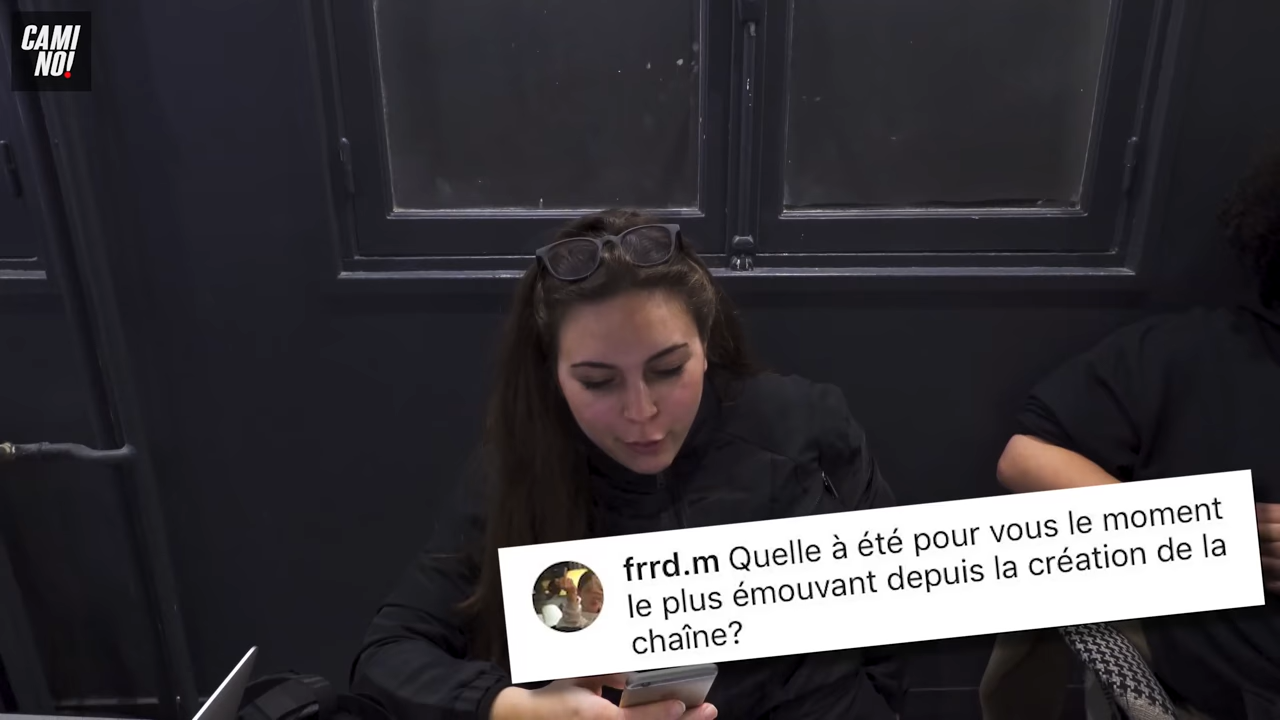 CAMI
NO!
frrd.m Quelle à été pour vous le moment
le plus émouvant depuis la création de la
chaîne?